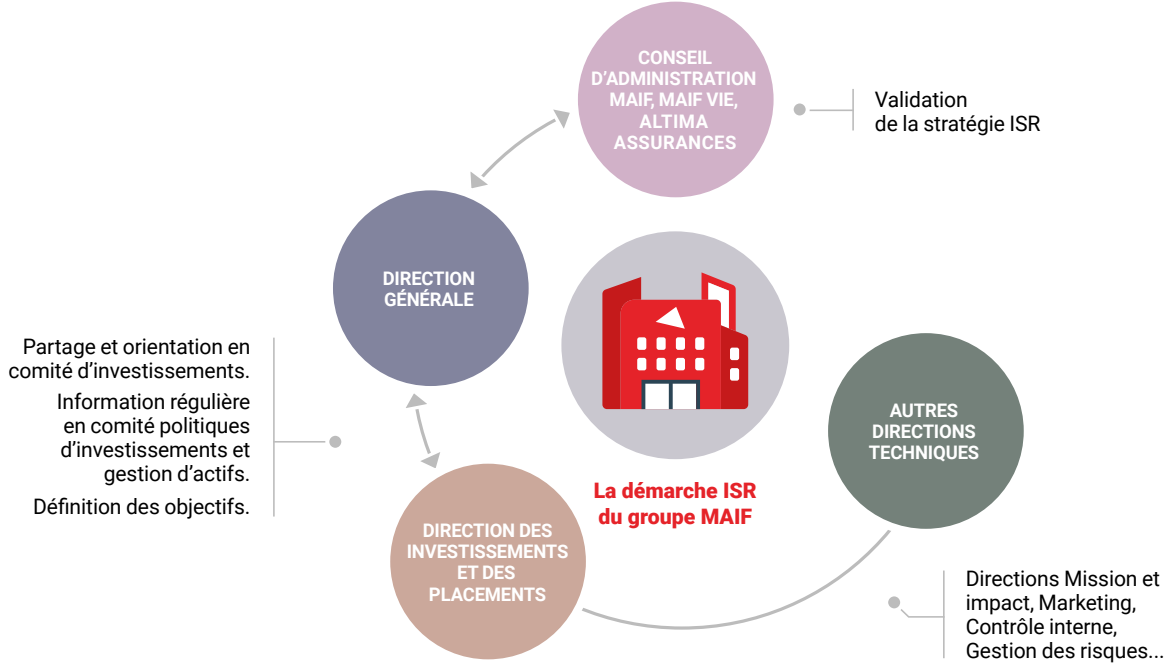 CONSEIL
D’ADMINISTRATION
MAIF, MAIF VIE,
ALTIMA
ASSURANCES
Validation
de la stratégie ISR
DIRECTION
GÉNÉRALE
Partage et orientation en
comité d’investissements.
Information régulière
en comité politiques
d’investissements et
gestion d’actifs.
Définition des objectifs.
La démarche ISR
du groupe MAIF
AUTRES
DIRECTIONS
TECHNIQUES
DIRECTION DES
INVESTISSEMENTS
ET DES
PLACEMENTS
Directions Mission et
impact, Marketing,
Contrôle interne,
Gestion des risques...